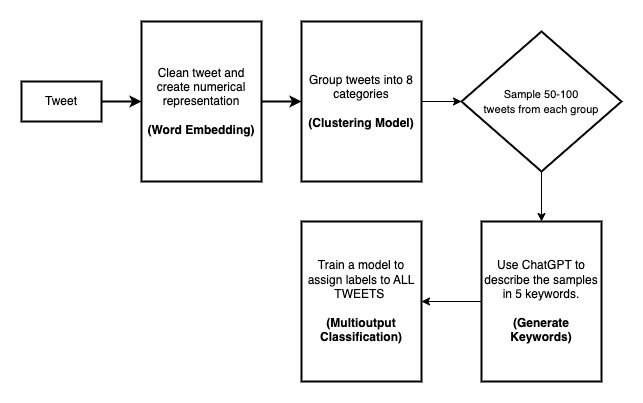 Tweet
Clean tweet and
create numerical
representation
(Word Embedding)
Group tweets into 8
categories
(Clustering Model)
Sample 50-100
tweets from each group
Use ChatGPT to
describe the samples
in 5 keywords.
(Generate
Keywords)
Train a model to
assign labels to ALL
TWEETS
(Multioutput
Classification)